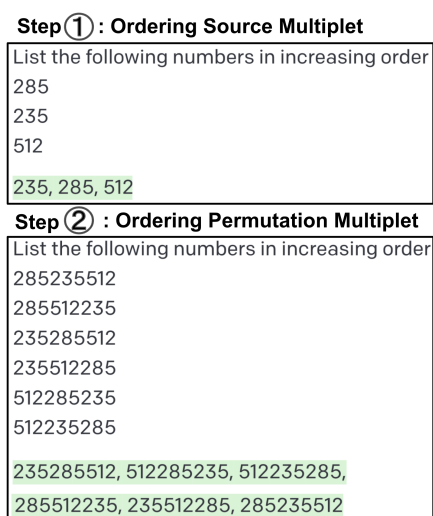 Step ① : Ordering Source Multiplet
List the following numbers in increasing order
285
235
512
235, 285, 512
Step ② : Ordering Permutation Multiplet
List the following numbers in increasing order
285235512
285512235
235285512
235512285
512285235
512235285
235285512, 512285235, 512235285,
285512235, 235512285, 285235512